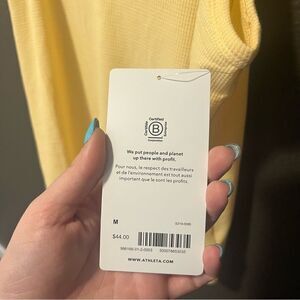 Certified
B
Corporation
We put people and planet
up there with profit.
Pour nous, le respect des travailleurs
et de l'environnement est tout aussi
important que le sont les profits.
M
$44.00
WWW.ATHLETA.COM